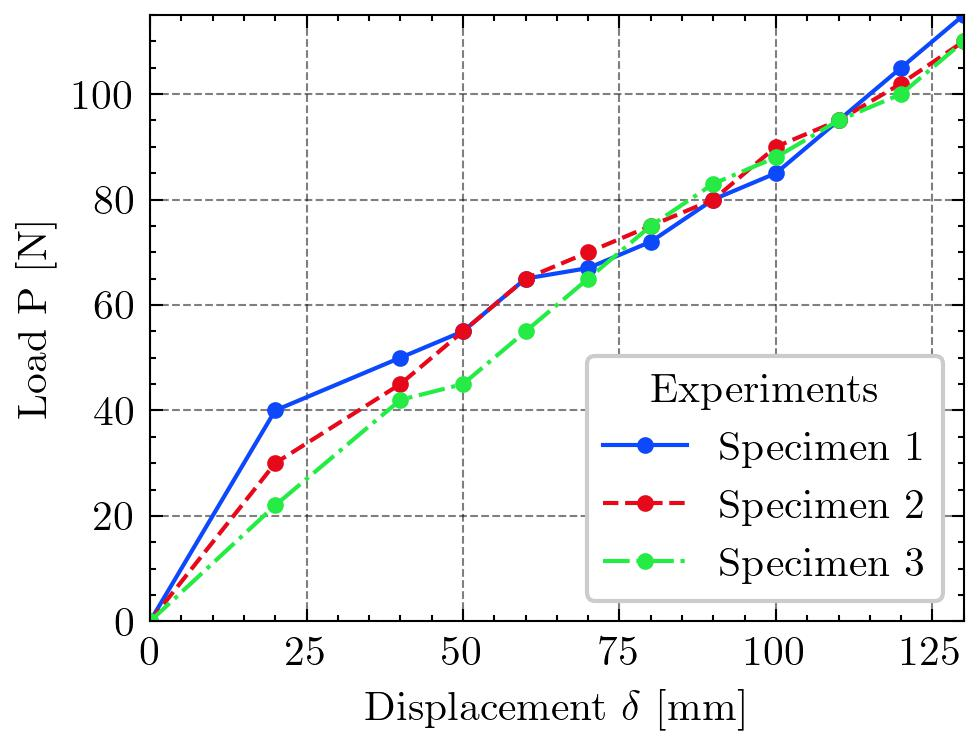 100
80
60
40
20
0
Load P [N]
0 25 50 75 100 125
Displacement δ [mm]
Experiments
Specimen 1
Specimen 2
Specimen 3